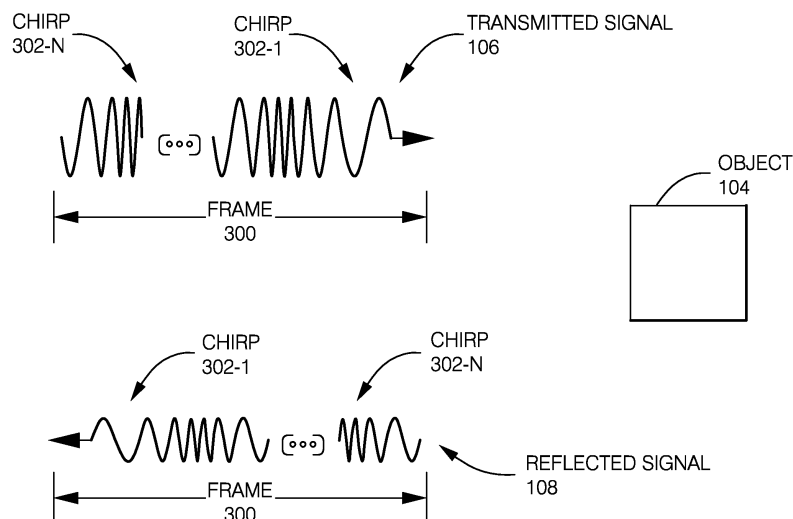 CHIRP
302-N
CHIRP
302-1
TRANSMITTED SIGNAL
106
OBJECT
104
FRAME
300
CHIRP
302-1
CHIRP
302-N
REFLECTED SIGNAL
108
FRAME
300